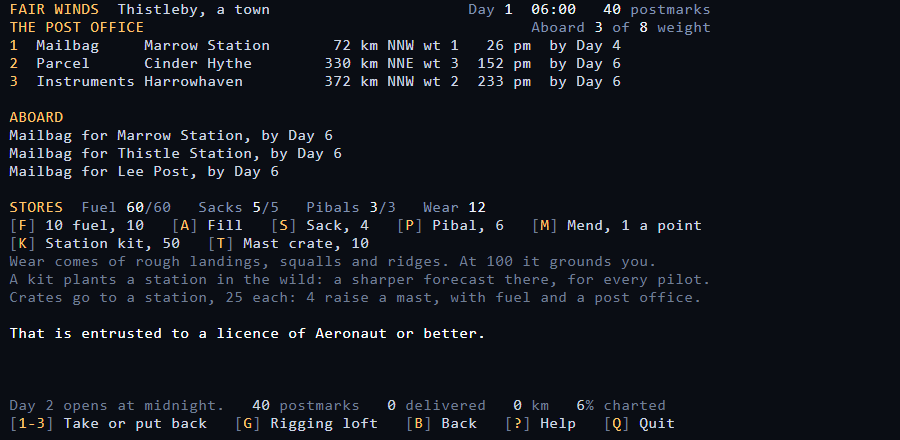 FAIR WINDS  Thistleby, a town  Day 1  06:00  40 postmarks
THE POST OFFICE  Aboard 3 of 8 weight
1  Mailbag  Marrow Station  72 km NNW wt 1  26 pm  by Day 4
2  Parcel  Cinder Hythe  330 km NNE wt 3  152 pm  by Day 6
3  Instruments Harrowhaven  372 km NNW wt 2  233 pm  by Day 6
ABOARD
Mailbag for Marrow Station, by Day 6
Mailbag for Thistle Station, by Day 6
Mailbag for Lee Post, by Day 6
STORES  Fuel 60/60  Sacks 5/5  Pibals 3/3  Wear 12
[F] 10 fuel, 10  [A] Fill  [S] Sack, 4  [P] Pibal, 6  [M] Mend, 1 a point
[K] Station kit, 50  [T] Mast crate, 10
Wear comes of rough landings, squalls and ridges. At 100 it grounds you.
A kit plants a station in the wild: a sharper forecast there, for every pilot.
Crates go to a station, 25 each: 4 raise a mast, with fuel and a post office.
That is entrusted to a licence of Aeronaut or better.
Day 2 opens at midnight.  40 postmarks  0 delivered  0 km  6% charted
[1-3] Take or put back  [G] Rigging loft  [B] Back  [?] Help  [Q] Quit